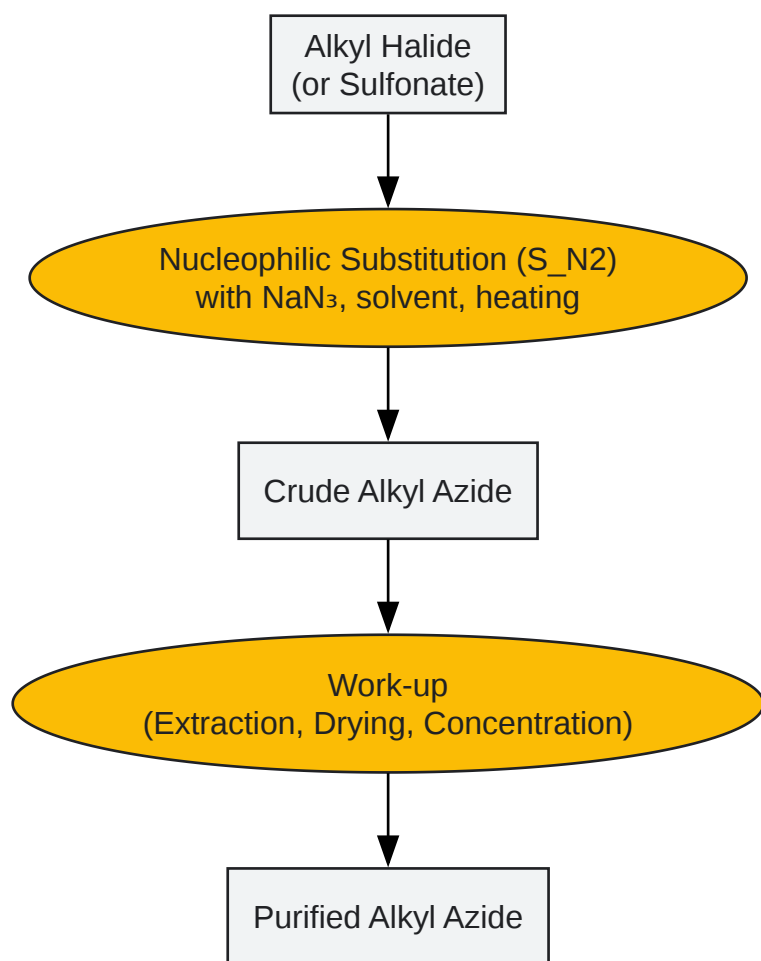 Alkyl Halide
(or Sulfonate)
Nucleophilic Substitution (S_N2)
with NaN₃, solvent, heating
Crude Alkyl Azide
Work-up
(Extraction, Drying, Concentration)
Purified Alkyl Azide